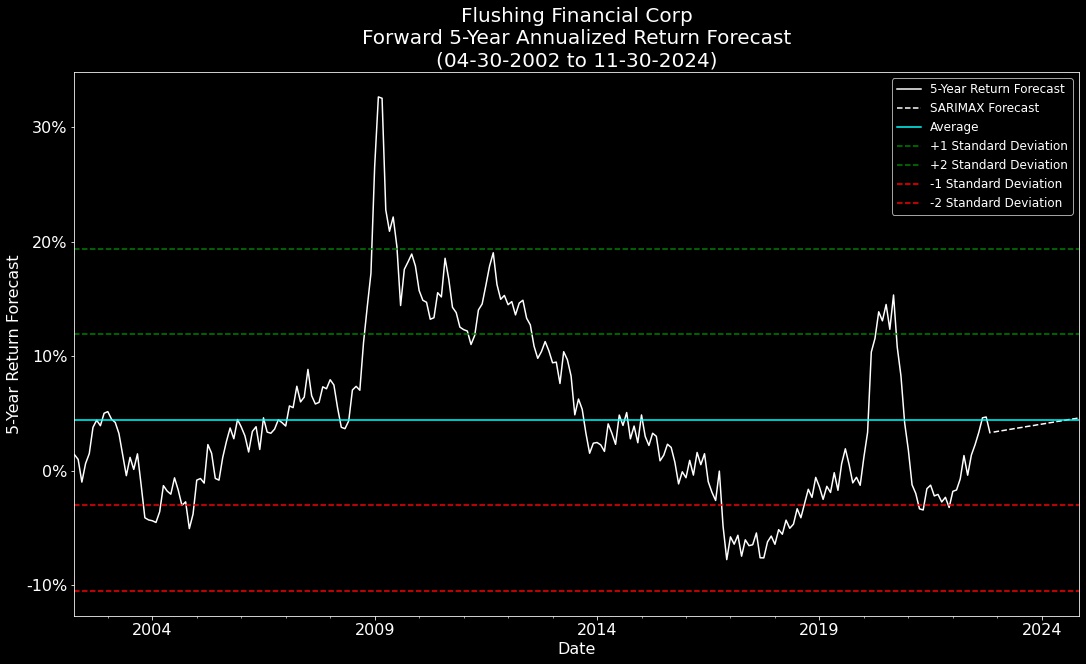 Flushing Financial Corp
Forward 5-Year Annualized Return Forecast
(04-30-2002 to 11-30-2024)
5-Year Return Forecast
SARIMAX Forecast
Average
+1 Standard Deviation
+2 Standard Deviation
-1 Standard Deviation
-2 Standard Deviation
5-Year Return Forecast
30%
20%
10%
0%
-10%
2004
2009
2014
2019
2024
Date